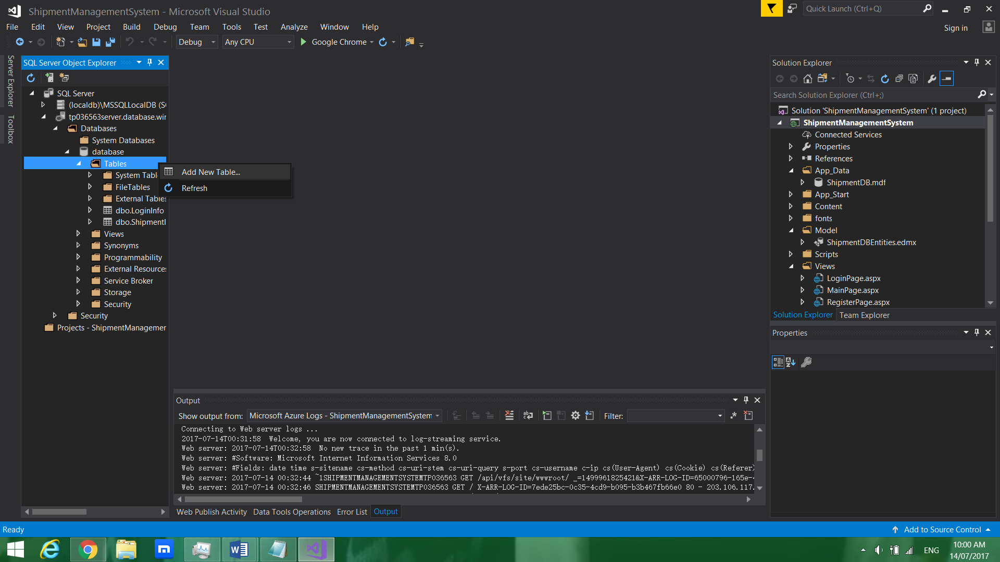 ShipmentManagementSystem - Microsoft Visual Studio
Quick Launch (Ctrl+Q)
File Edit View Project Build Debug Team Tools Test Analyze Window Help
Sign in
Debug Any CPU Google Chrome
Server Explorer
Toolbox
SQL Server Object Explorer
SQL Server
(localdb)\MSSQLLocalDB (S
tp036563server.database.wir
Databases
System Databases
database
Tables
System Tabl
FileTables
External Tables
dbo.LoginInfo
dbo.ShipmentI
Views
Synonyms
Programmability
External Resources
Service Broker
Storage
Security
Security
Projects - ShipmentManagemer
Add New Table...
Refresh
Solution Explorer
Search Solution Explorer (Ctrl+;)
Solution 'ShipmentManagementSystem' (1 project)
ShipmentManagementSystem
Connected Services
Properties
References
App_Data
ShipmentDB.mdf
App_Start
Content
fonts
Model
ShipmentDBEntities.edmx
Scripts
Views
LoginPage.aspx
MainPage.aspx
RegisterPage.aspx
Solution Explorer Team Explorer
Properties
Output
Show output from: Microsoft Azure Logs - ShipmentManagementSystem Filter:
Connecting to Web server logs ...
2017-07-14T00:31:58 Welcome, you are now connected to log-streaming service.
Web server: 2017-07-14T00:32:58 No new trace in the past 1 min(s).
Web server: #Software: Microsoft Internet Information Services 8.0
Web server: #Fields: date time s-sitename cs-method cs-uri-stem cs-uri-query s-port cs-username c-ip cs(User-Agent) cs(Cookie) cs(Referer)
Web server: 2017-07-14 00:32:44 ~1SHIPMENTMANAGEMENTSYSTEMTP036563 GET /api/vfs/site/wwwroot/ _=1499961825421&X-ARR-LOG-ID=65000796-165e-
Web server: 2017-07-14 00:32:46 SHIPMENTMANAGEMENTSYSTEMTP036563 GET / X-ARR-LOG-ID=7ede25bc-0c35-4cd9-b095-b3b467fb66e0 80 - 203.106.117.
Web Publish Activity Data Tools Operations Error List Output
Ready
Add to Source Control
ENG
10:00 AM
14/07/2017